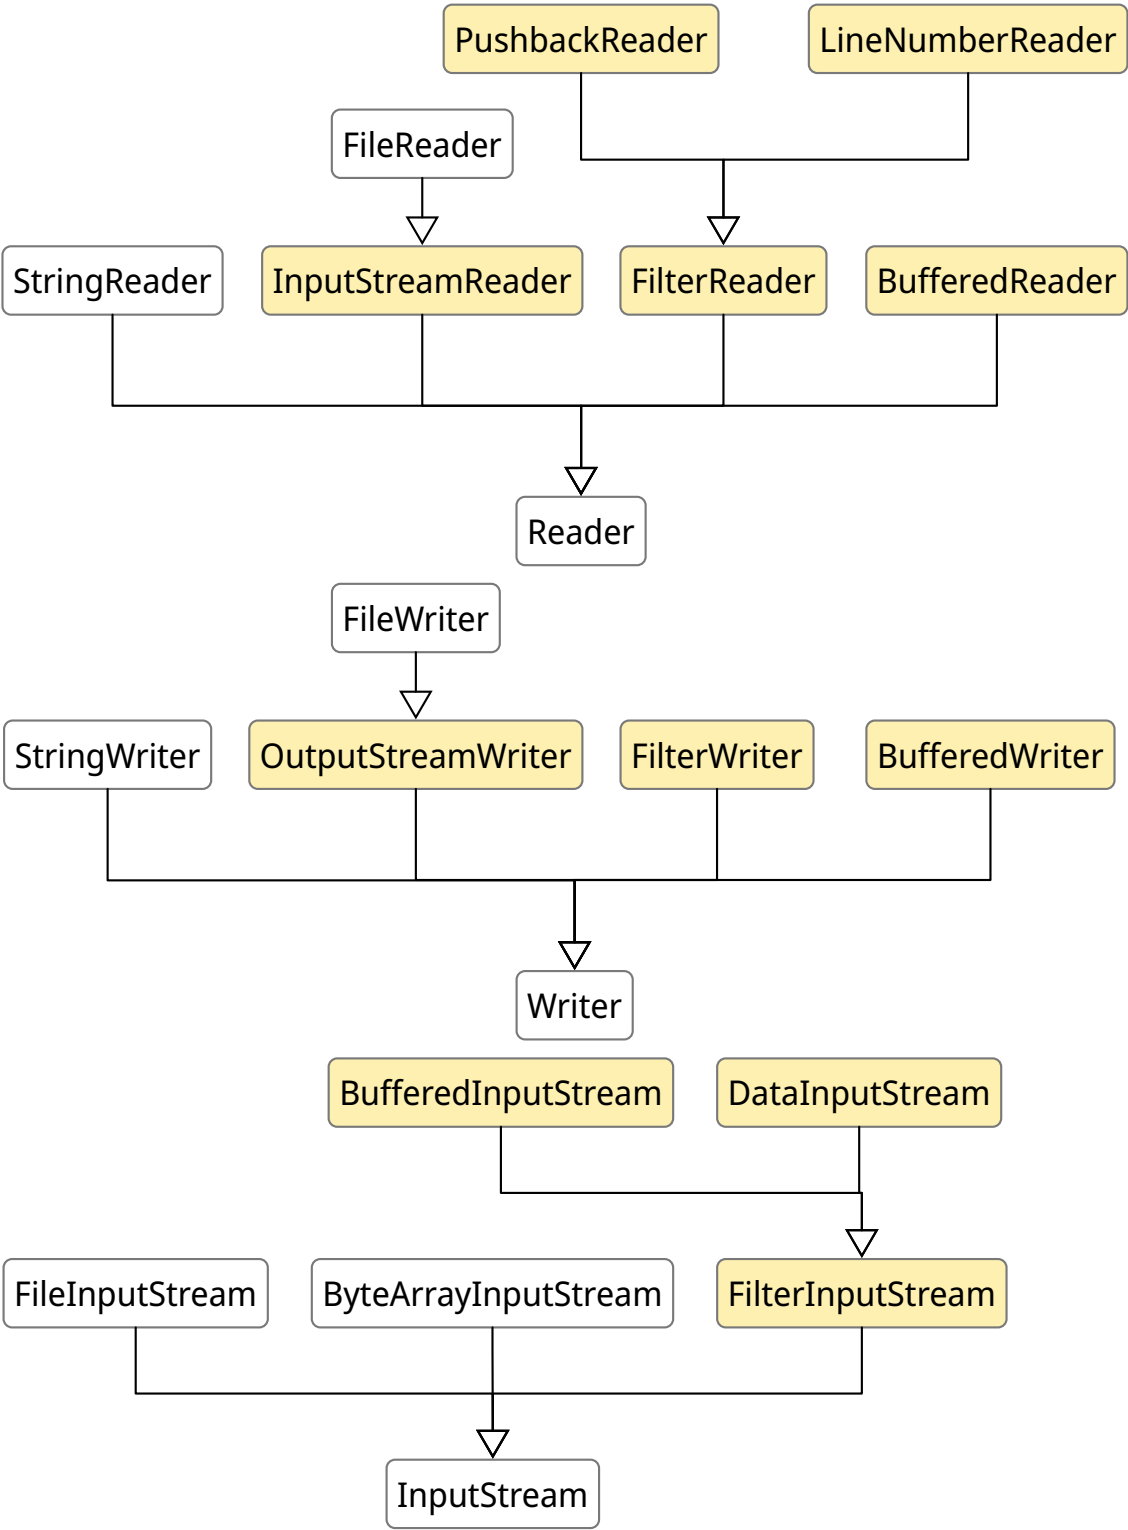 PushbackReader
LineNumberReader
FileReader
StringReader
InputStreamReader
FilterReader
BufferedReader
Reader
FileWriter
StringWriter
OutputStreamWriter
FilterWriter
BufferedWriter
Writer
BufferedInputStream
DataInputStream
FileInputStream
ByteArrayInputStream
FilterInputStream
InputStream